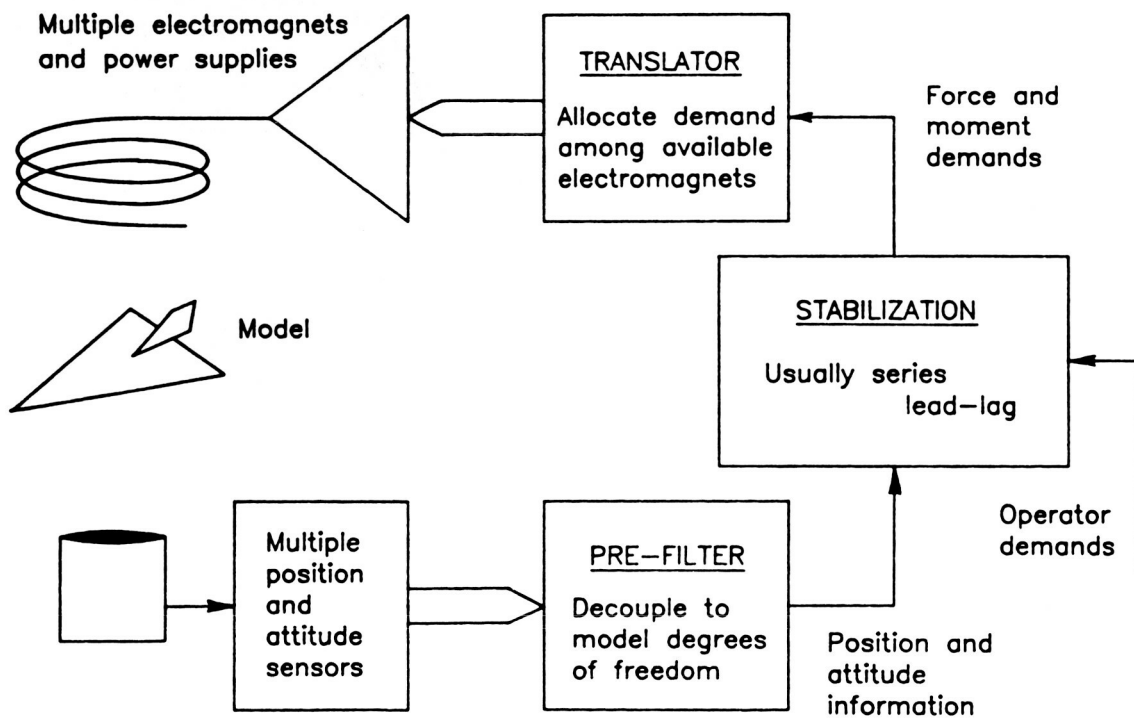 Multiple electromagnets
and power supplies
TRANSLATOR
Allocate demand
among available
electromagnets
Force and
moment
demands
STABILIZATION
Usually series
lead-lag
Model
Operator
demands
Multiple
position
and
attitude
sensors
PRE-FILTER
Decouple to
model degrees
of freedom
Position and
attitude
information